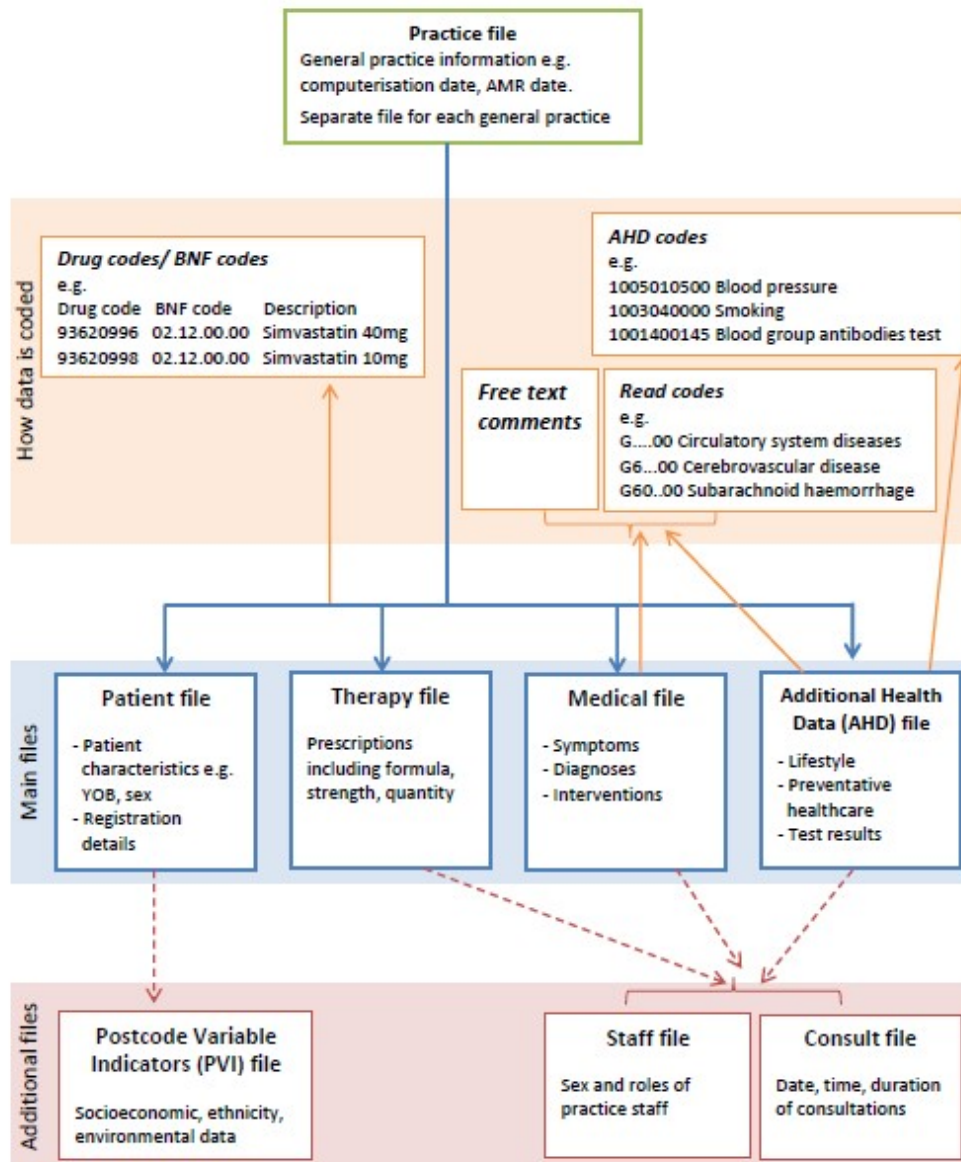 Practice file
General practice information e.g.
computerisation date, AMR date.
Separate file for each general practice
How data is coded
Drug codes/ BNF codes
e.g.
Drug code BNF code Description
93620996 02.12.00.00 Simvastatin 40mg
93620998 02.12.00.00 Simvastatin 10mg
AHD codes
e.g.
1005010500 Blood pressure
1003040000 Smoking
1001400145 Blood group antibodies test
Free text
comments
Read codes
e.g.
G....00 Circulatory system diseases
G6...00 Cerebrovascular disease
G60..00 Subarachnoid haemorrhage
Main files
Patient file
- Patient
characteristics e.g.
YOB, sex
- Registration
details
Therapy file
Prescriptions
including formula,
strength, quantity
Medical file
- Symptoms
- Diagnoses
- Interventions
Additional Health
Data (AHD) file
- Lifestyle
- Preventative
healthcare
- Test results
Additional files
Postcode Variable
Indicators (PVI) file
Socioeconomic, ethnicity,
environmental data
Staff file
Sex and roles of
practice staff
Consult file
Date, time, duration
of consultations